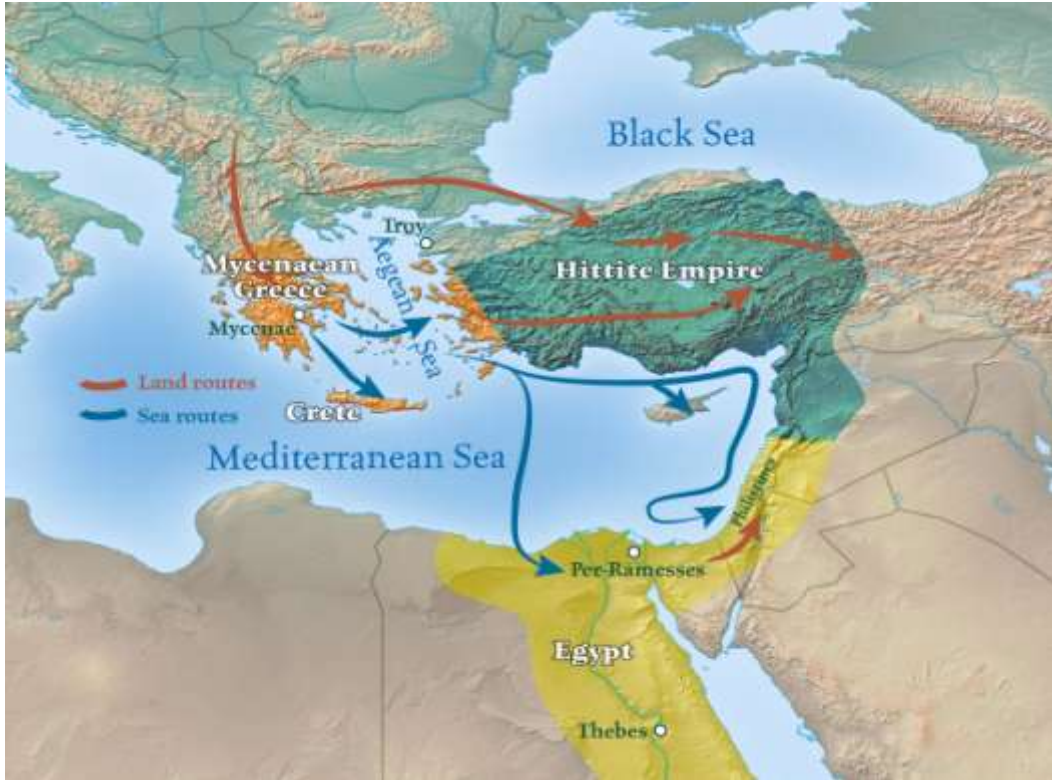 Black Sea
Troy
Aegean
Sea
Hittite Empire
Mycenaean
Greece
Mycenae
Land routes
Sea routes
Crete
Mediterranean Sea
Philistines
Per-Ramesses
Egypt
Thebes